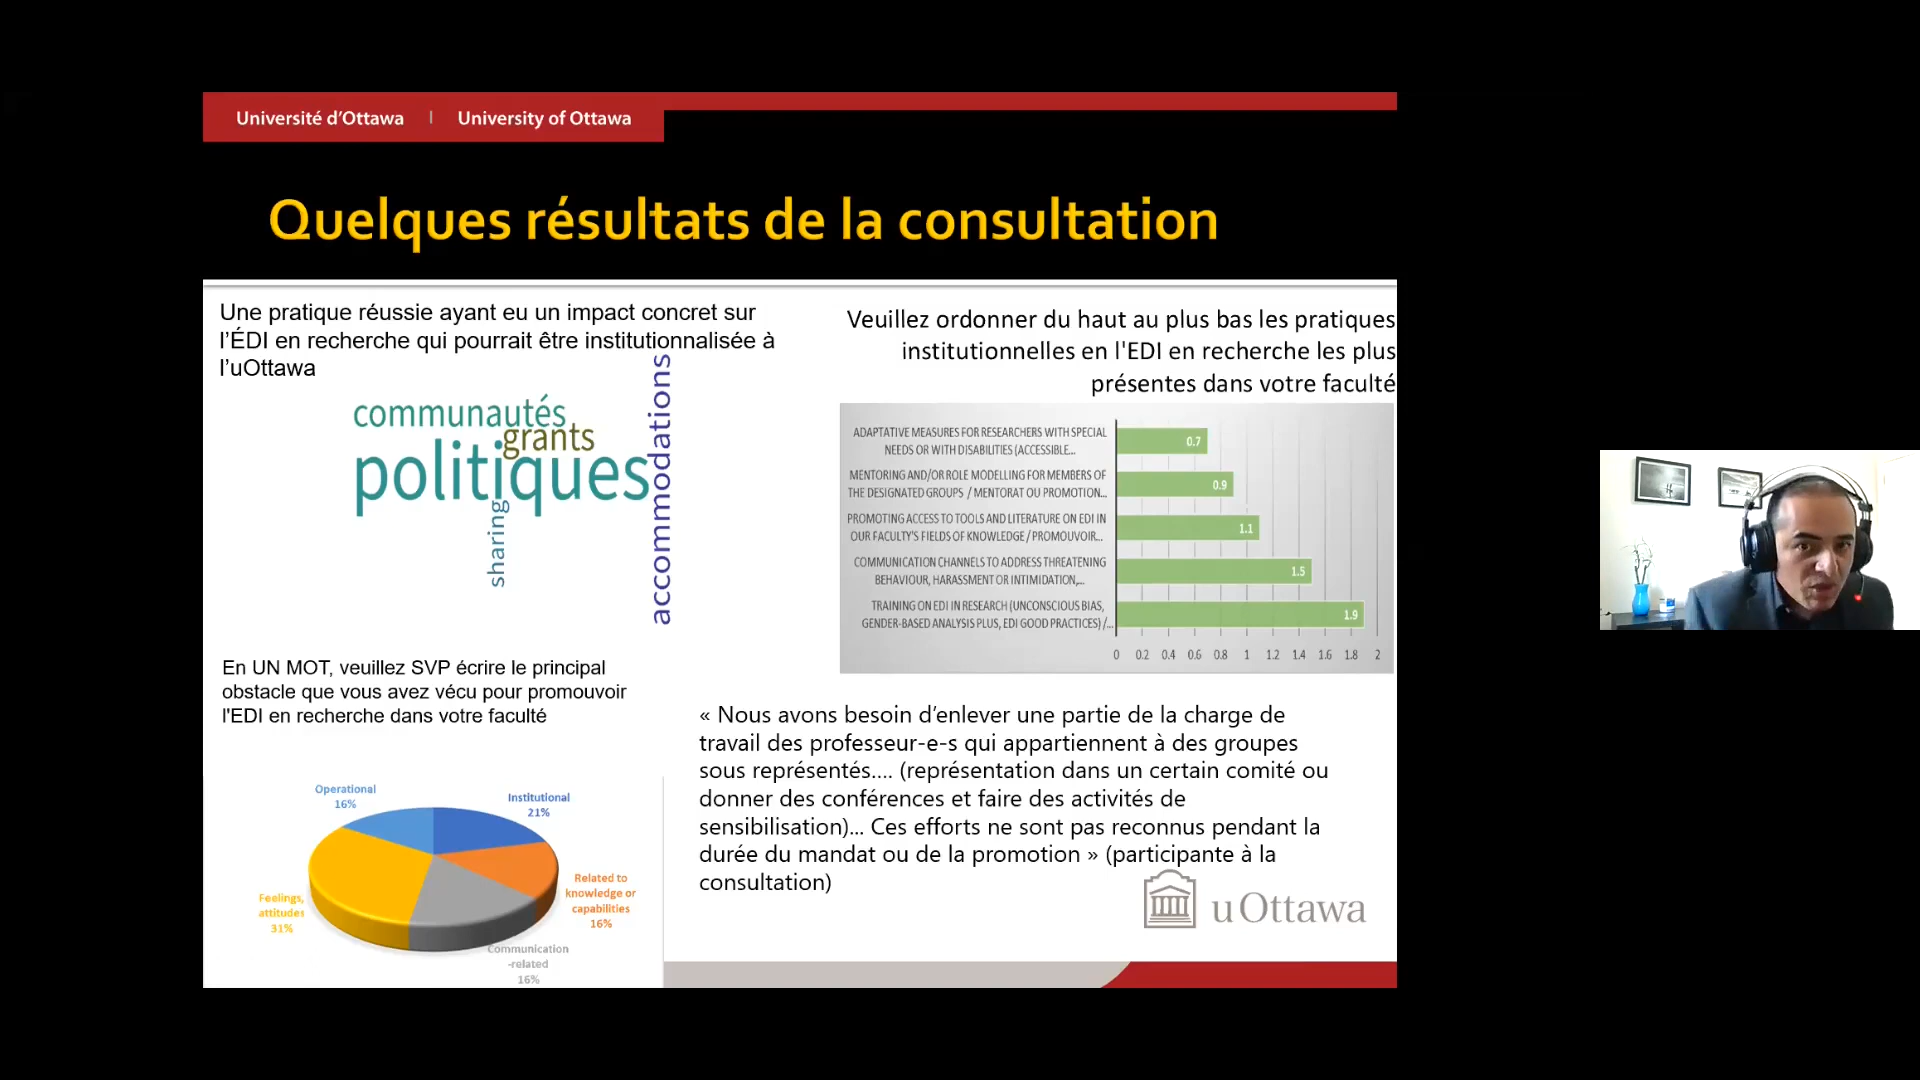 Université d'Ottawa | University of Ottawa
Quelques résultats de la consultation
Une pratique réussie ayant eu un impact concret sur
l'ÉDI en recherche qui pourrait être institutionnalisée à
l'uOttawa
communautés
grants
politiques
sharing
accommodations
Veuillez ordonner du haut au plus bas les pratiques
institutionnelles en l'EDI en recherche les plus
présentes dans votre faculté
ADAPTATIVE MEASURES FOR RESEARCHERS WITH SPECIAL
NEEDS OR WITH DISABILITIES (ACCESSIBLE...
0.7
MENTORING AND/OR ROLE MODELLING FOR MEMBERS OF
THE DESIGNATED GROUPS / MENTORAT OU PROMOTION...
0.9
PROMOTING ACCESS TO TOOLS AND LITERATURE ON EDI IN
OUR FACULTY'S FIELDS OF KNOWLEDGE / PROMOUVOIR...
1.1
COMMUNICATION CHANNELS TO ADDRESS THREATENING
BEHAVIOUR, HARASSMENT OR INTIMIDATION,...
1.5
TRAINING ON EDI IN RESEARCH (UNCONSCIOUS BIAS,
GENDER-BASED ANALYSIS PLUS, EDI GOOD PRACTICES) /...
1.9
0 0.2 0.4 0.6 0.8 1 1.2 1.4 1.6 1.8 2
En UN MOT, veuillez SVP écrire le principal
obstacle que vous avez vécu pour promouvoir
l'EDI en recherche dans votre faculté
Operational
16%
Institutional
21%
Related to
knowledge or
capabilities
16%
Communication
-related
16%
Feelings,
attitudes
31%
« Nous avons besoin d'enlever une partie de la charge de
travail des professeur-e-s qui appartiennent à des groupes
sous représentés.... (représentation dans un certain comité ou
donner des conférences et faire des activités de
sensibilisation)... Ces efforts ne sont pas reconnus pendant la
durée du mandat ou de la promotion » (participante à la
consultation)
uOttawa